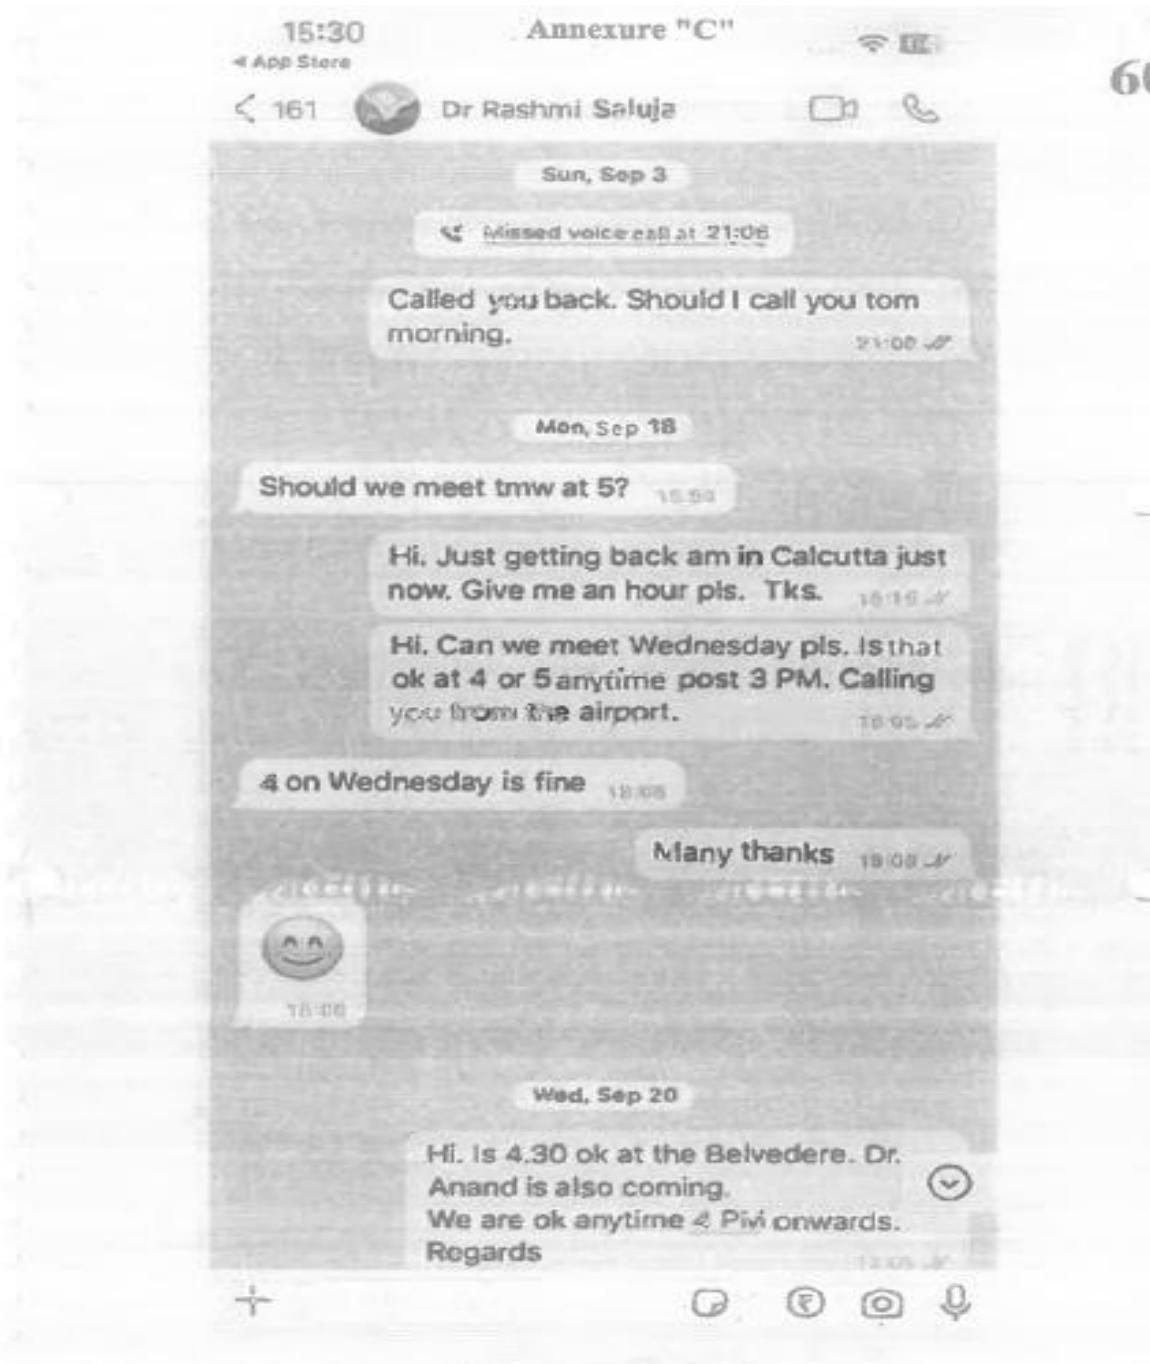 15:30
Annexure "C"
◂ App Store
60
161
Dr Rashmi Saluja
Sun, Sep 3
Missed voice call at 21:06
Called you back. Should I call you tom
morning.
Mon, Sep 18
Should we meet tmw at 5?
Hi. Just getting back am in Calcutta just
now. Give me an hour pls. Tks.
Hi. Can we meet Wednesday pls. Is that
ok at 4 or 5 anytime post 3 PM. Calling
you from the airport.
4 on Wednesday is fine
Many thanks
Wed, Sep 20
Hi. Is 4.30 ok at the Belvedere. Dr.
Anand is also coming.
We are ok anytime 4 PM onwards.
Regards